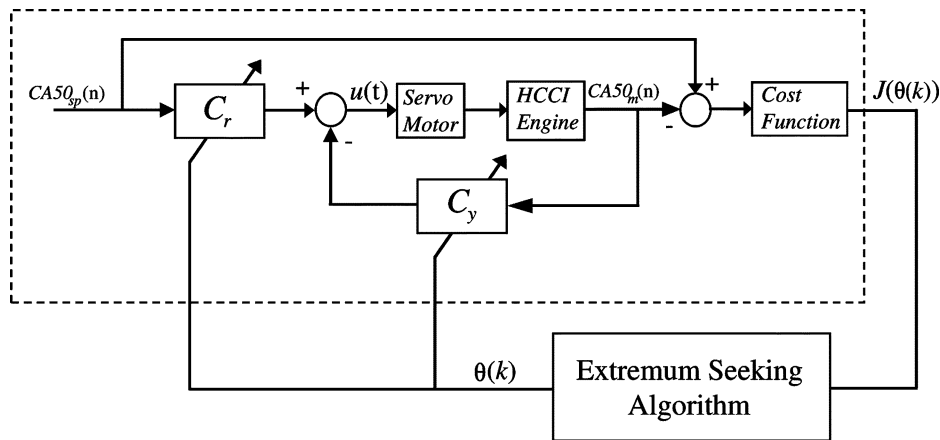 CA50sp(n)
Cr
+
-
u(t)
Servo
Motor
HCCI
Engine
CA50m(n)
+
-
Cost
Function
J(θ(k))
Cy
θ(k)
Extremum Seeking
Algorithm